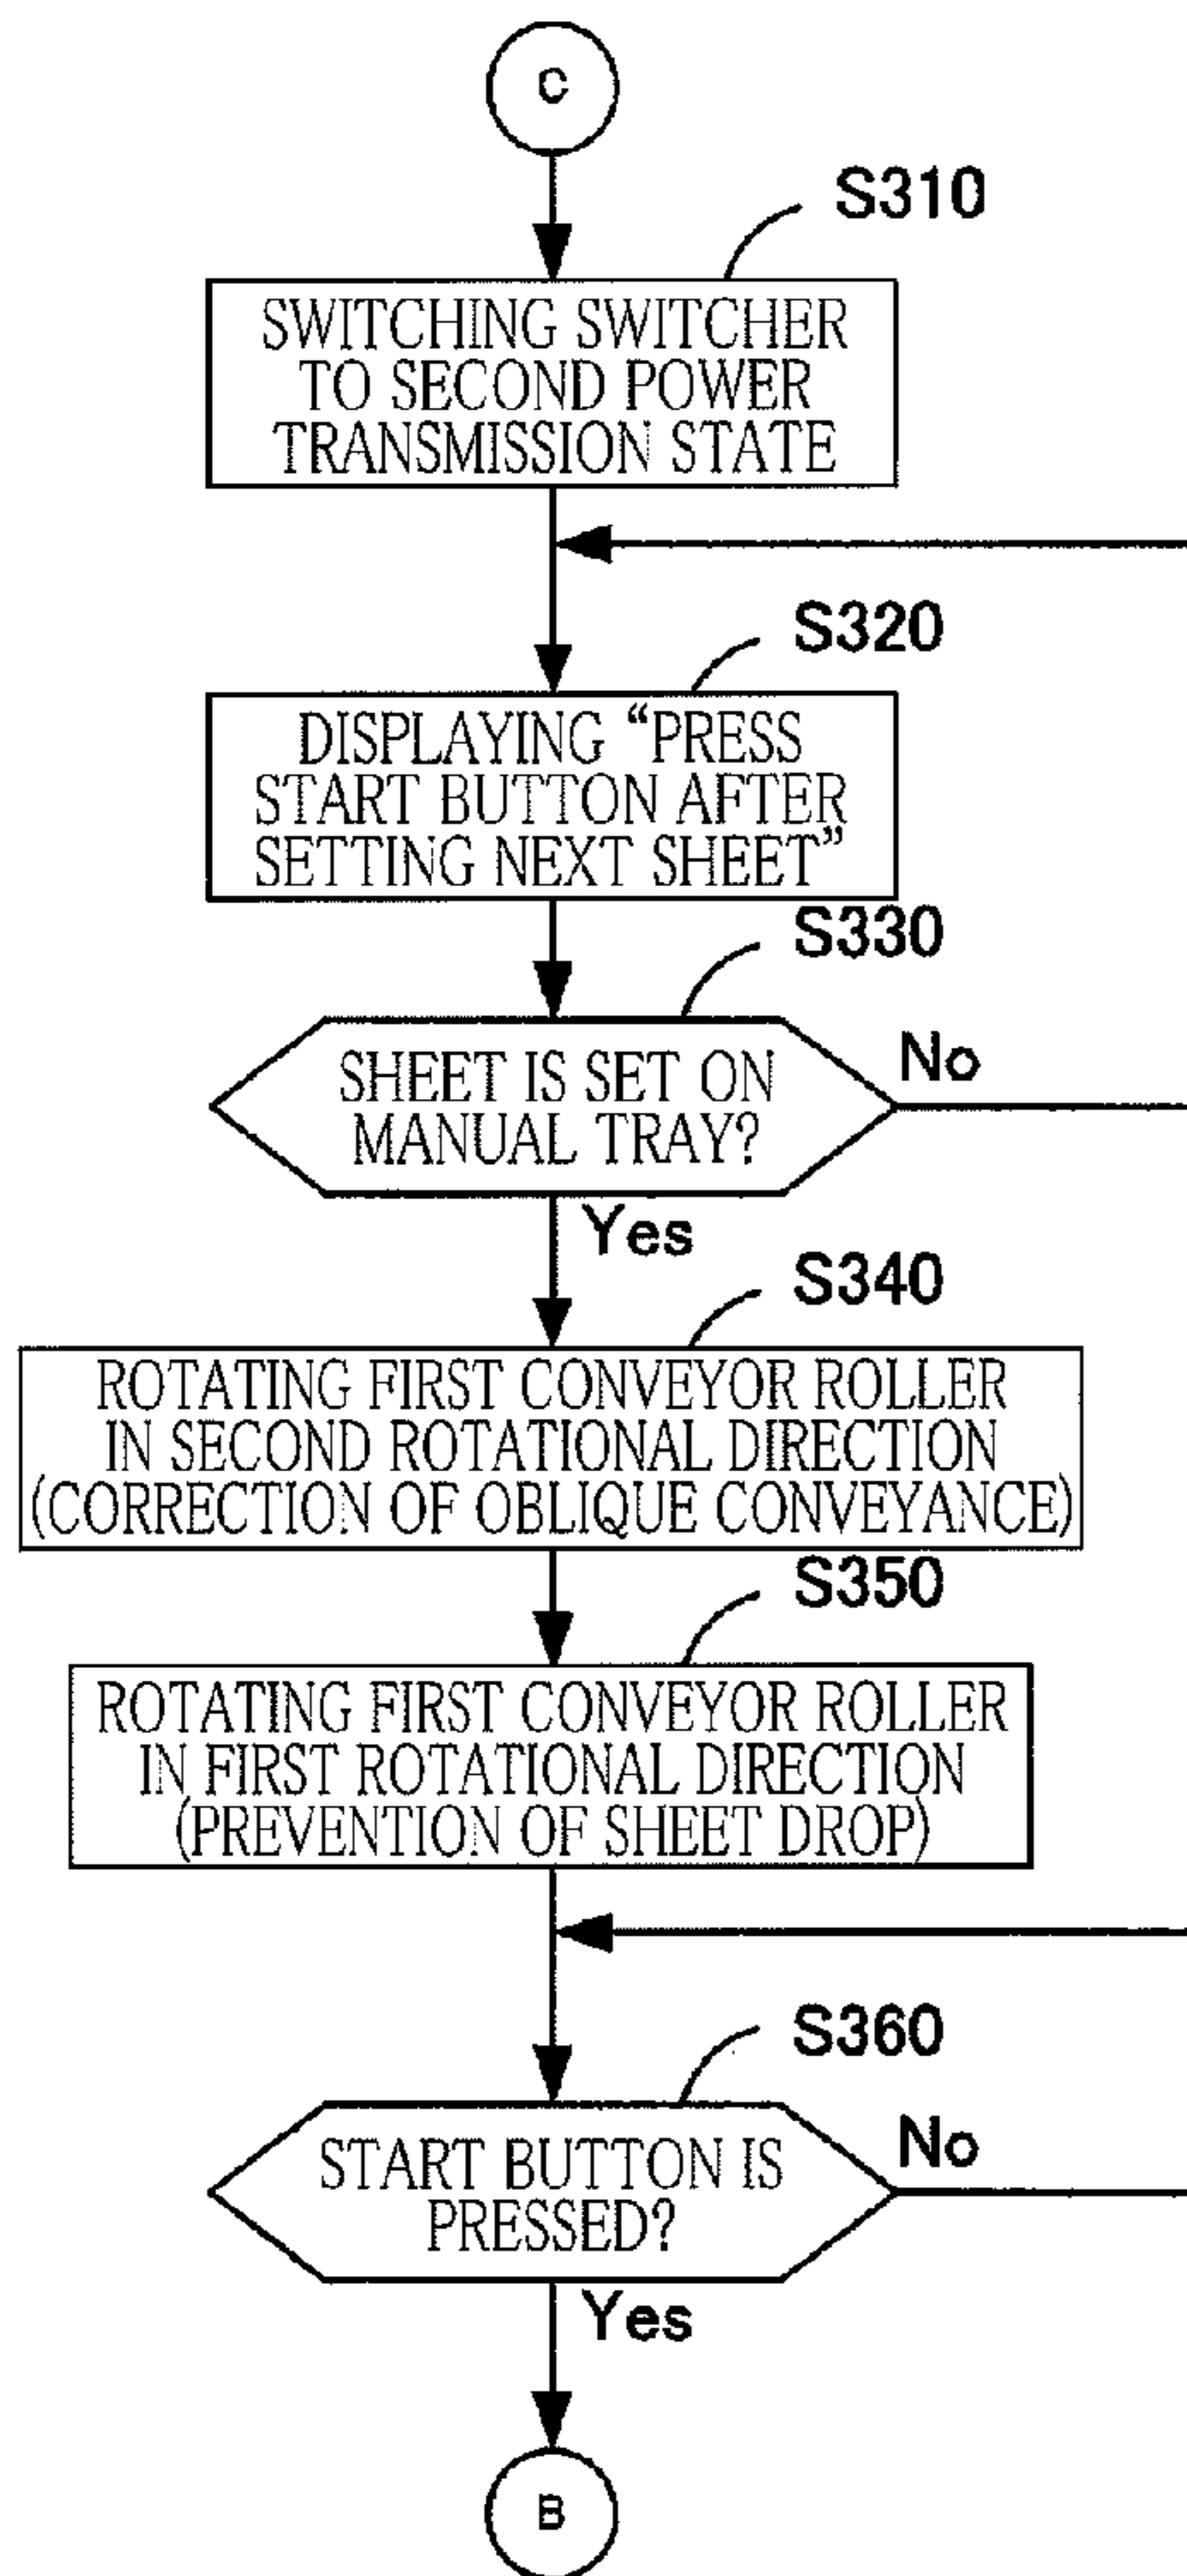 C
S310
SWITCHING SWITCHER
TO SECOND POWER
TRANSMISSION STATE
S320
DISPLAYING “PRESS
START BUTTON AFTER
SETTING NEXT SHEET”
S330
SHEET IS SET ON
MANUAL TRAY?
No
Yes
S340
ROTATING FIRST CONVEYOR ROLLER
IN SECOND ROTATIONAL DIRECTION
(CORRECTION OF OBLIQUE CONVEYANCE)
S350
ROTATING FIRST CONVEYOR ROLLER
IN FIRST ROTATIONAL DIRECTION
(PREVENTION OF SHEET DROP)
S360
START BUTTON IS
PRESSED?
No
Yes
B